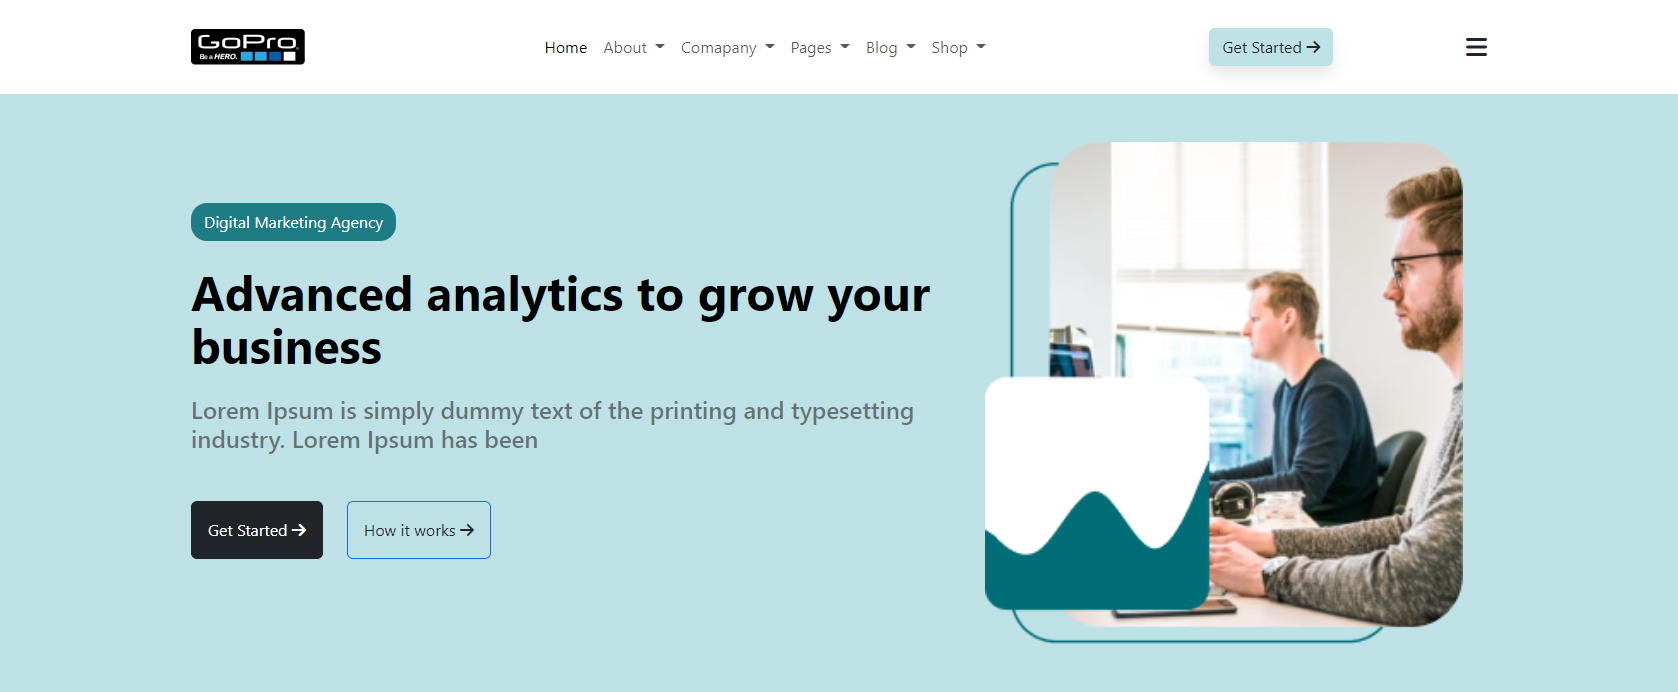 GoPro
Be a HERO.
Home About Comapany Pages Blog Shop
Get Started
Digital Marketing Agency
Advanced analytics to grow your
business
Lorem Ipsum is simply dummy text of the printing and typesetting
industry. Lorem Ipsum has been
Get Started How it works